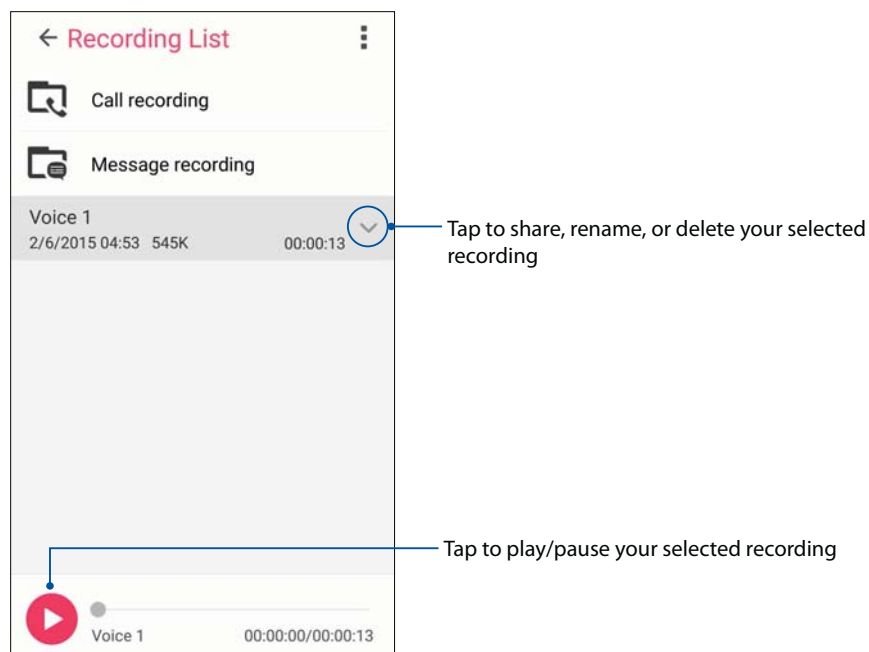 Recording List
Call recording
Message recording
Voice 1
2/6/2015 04:53 545K 00:00:13
Tap to share, rename, or delete your selected
recording
Tap to play/pause your selected recording
Voice 1 00:00:00/00:00:13